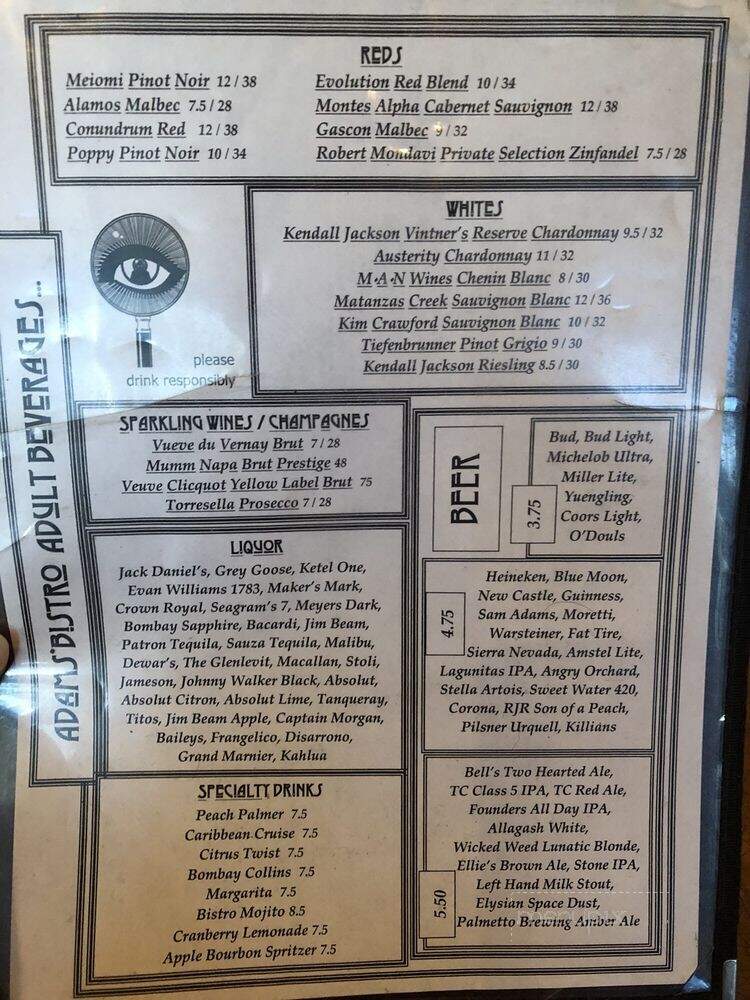 REDS
Meiomi Pinot Noir 12 / 38
Alamos Malbec 7.5 / 28
Conundrum Red 12 / 38
Poppy Pinot Noir 10 / 34
Evolution Red Blend 10 / 34
Montes Alpha Cabernet Sauvignon 12 / 38
Gascon Malbec 9 / 32
Robert Mondavi Private Selection Zinfandel 7.5 / 28
WHITES
Kendall Jackson Vintner's Reserve Chardonnay 9.5 / 32
Austerity Chardonnay 11 / 32
M•A•N Wines Chenin Blanc 8 / 30
Matanzas Creek Sauvignon Blanc 12 / 36
Kim Crawford Sauvignon Blanc 10 / 32
Tiefenbrunner Pinot Grigio 9 / 30
Kendall Jackson Riesling 8.5 / 30
please
drink responsibly
ADAMS' BISTRO ADULT BEVERAGES...
SPARKLING WINES / CHAMPAGNES
Vueve du Vernay Brut 7 / 28
Mumm Napa Brut Prestige 48
Veuve Clicquot Yellow Label Brut 75
Torresella Prosecco 7 / 28
LIQUOR
Jack Daniel's, Grey Goose, Ketel One,
Evan Williams 1783, Maker's Mark,
Crown Royal, Seagram's 7, Meyers Dark,
Bombay Sapphire, Bacardi, Jim Beam,
Patron Tequila, Sauza Tequila, Malibu,
Dewar's, The Glenlevit, Macallan, Stoli,
Jameson, Johnny Walker Black, Absolut,
Absolut Citron, Absolut Lime, Tanqueray,
Titos, Jim Beam Apple, Captain Morgan,
Baileys, Frangelico, Disarrono,
Grand Marnier, Kahlua
SPECIALTY DRINKS
Peach Palmer 7.5
Caribbean Cruise 7.5
Citrus Twist 7.5
Bombay Collins 7.5
Margarita 7.5
Bistro Mojito 8.5
Cranberry Lemonade 7.5
Apple Bourbon Spritzer 7.5
BEER
3.75
Bud, Bud Light,
Michelob Ultra,
Miller Lite,
Yuengling,
Coors Light,
O'Douls
4.75
Heineken, Blue Moon,
New Castle, Guinness,
Sam Adams, Moretti,
Warsteiner, Fat Tire,
Sierra Nevada, Amstel Lite,
Lagunitas IPA, Angry Orchard,
Stella Artois, Sweet Water 420,
Corona, RJR Son of a Peach,
Pilsner Urquell, Killians
5.50
Bell's Two Hearted Ale,
TC Class 5 IPA, TC Red Ale,
Founders All Day IPA,
Allagash White,
Wicked Weed Lunatic Blonde,
Ellie's Brown Ale, Stone IPA,
Left Hand Milk Stout,
Elysian Space Dust,
Palmetto Brewing Amber Ale